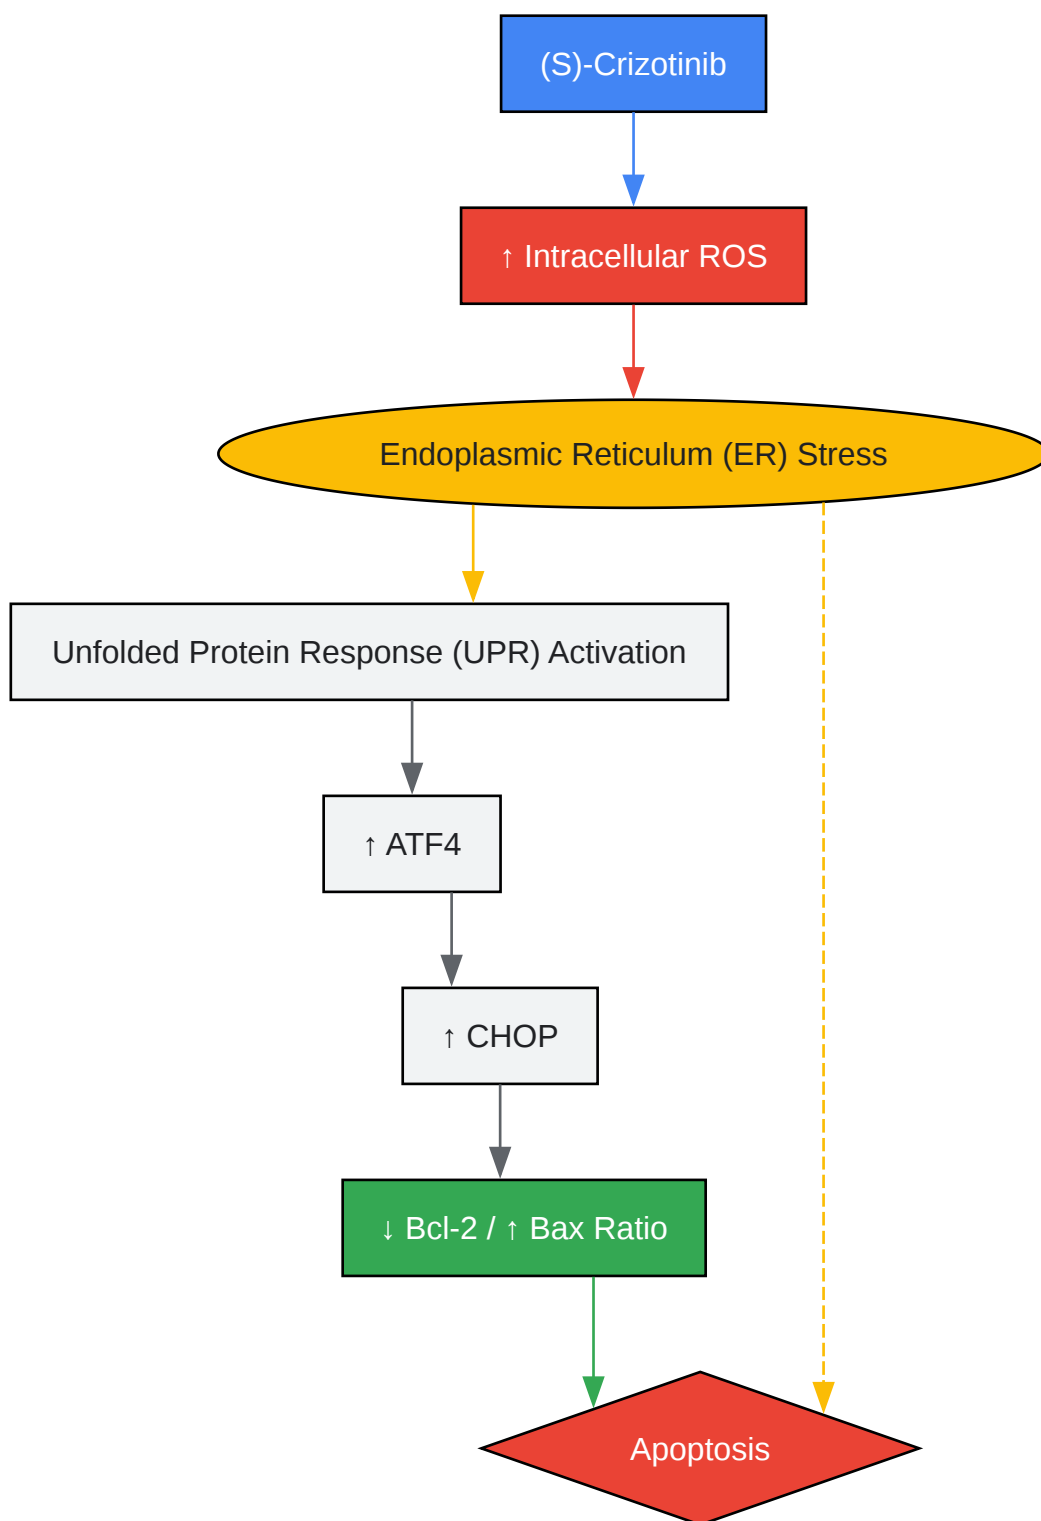 (S)-Crizotinib
↑ Intracellular ROS
Endoplasmic Reticulum (ER) Stress
Unfolded Protein Response (UPR) Activation
↑ ATF4
↑ CHOP
↓ Bcl-2 / ↑ Bax Ratio
Apoptosis